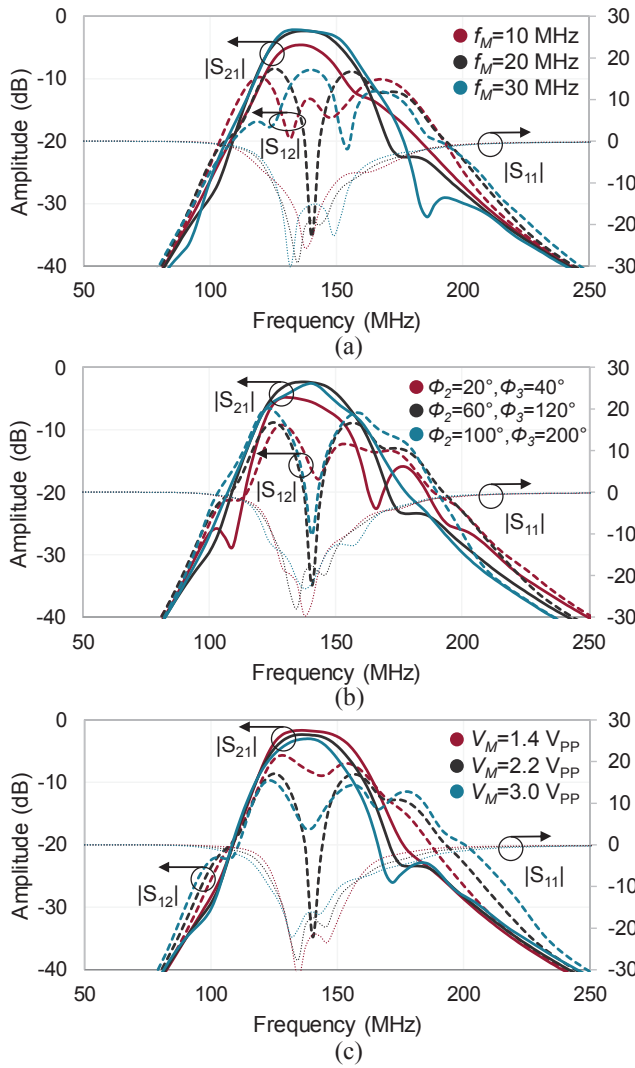 0
-10
-20
-30
-40
Amplitude (dB)
30
20
10
0
-10
-20
-30
|S21|
|S12|
|S11|
fM=10 MHz
fM=20 MHz
fM=30 MHz
50 100 150 200 250
Frequency (MHz)
(a)
0
-10
-20
-30
-40
Amplitude (dB)
30
20
10
0
-10
-20
-30
|S21|
|S12|
|S11|
Φ2=20°, Φ3=40°
Φ2=60°, Φ3=120°
Φ2=100°, Φ3=200°
50 100 150 200 250
Frequency (MHz)
(b)
0
-10
-20
-30
-40
Amplitude (dB)
30
20
10
0
-10
-20
-30
|S21|
|S12|
|S11|
VM=1.4 VPP
VM=2.2 VPP
VM=3.0 VPP
50 100 150 200 250
Frequency (MHz)
(c)